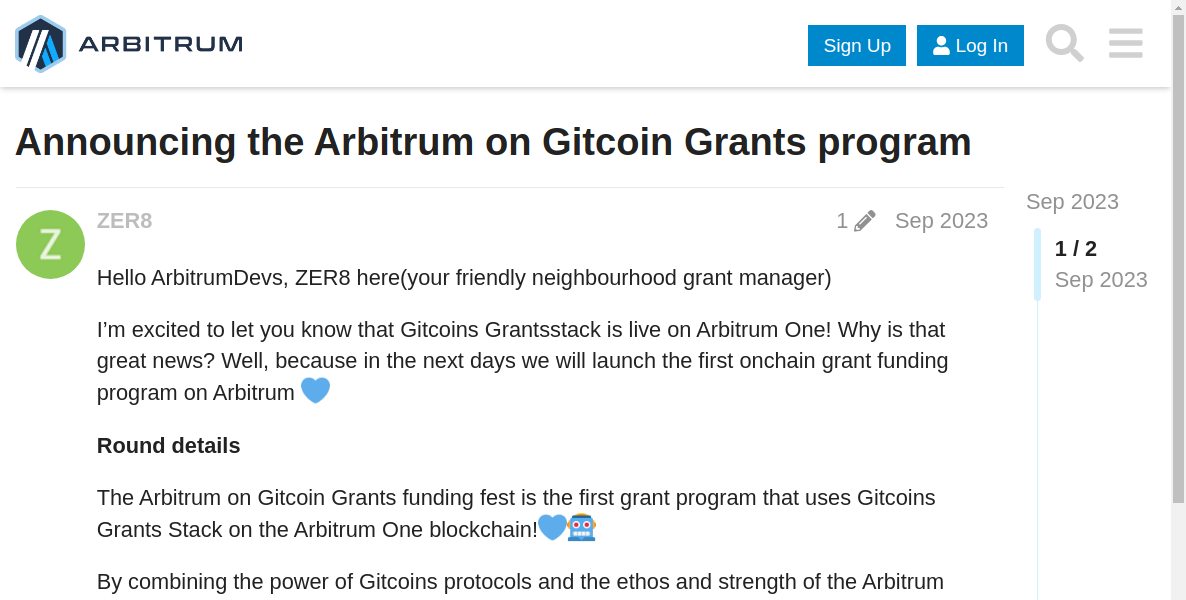 ARBITRUM
Sign Up
Log In
Announcing the Arbitrum on Gitcoin Grants program
Z
ZER8
1
Sep 2023
Hello ArbitrumDevs, ZER8 here(your friendly neighbourhood grant manager)
I’m excited to let you know that Gitcoins Grantsstack is live on Arbitrum One! Why is that
great news? Well, because in the next days we will launch the first onchain grant funding
program on Arbitrum
Round details
The Arbitrum on Gitcoin Grants funding fest is the first grant program that uses Gitcoins
Grants Stack on the Arbitrum One blockchain!
By combining the power of Gitcoins protocols and the ethos and strength of the Arbitrum
Sep 2023
1 / 2
Sep 2023